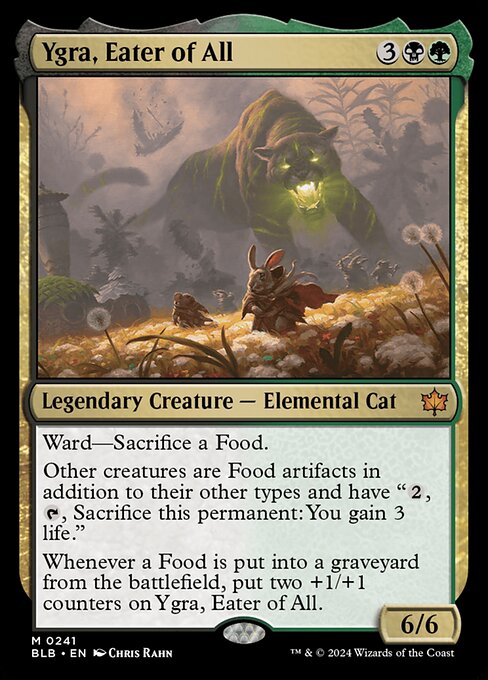 Ygra, Eater of All 3
Legendary Creature — Elemental Cat
Ward—Sacrifice a Food.
Other creatures are Food artifacts in
addition to their other types and have “2,
, Sacrifice this permanent: You gain 3
life.”
Whenever a Food is put into a graveyard
from the battlefield, put two +1/+1
counters on Ygra, Eater of All.
6/6
M 0241
BLB • EN Chris Rahn
™ & © 2024 Wizards of the Coast